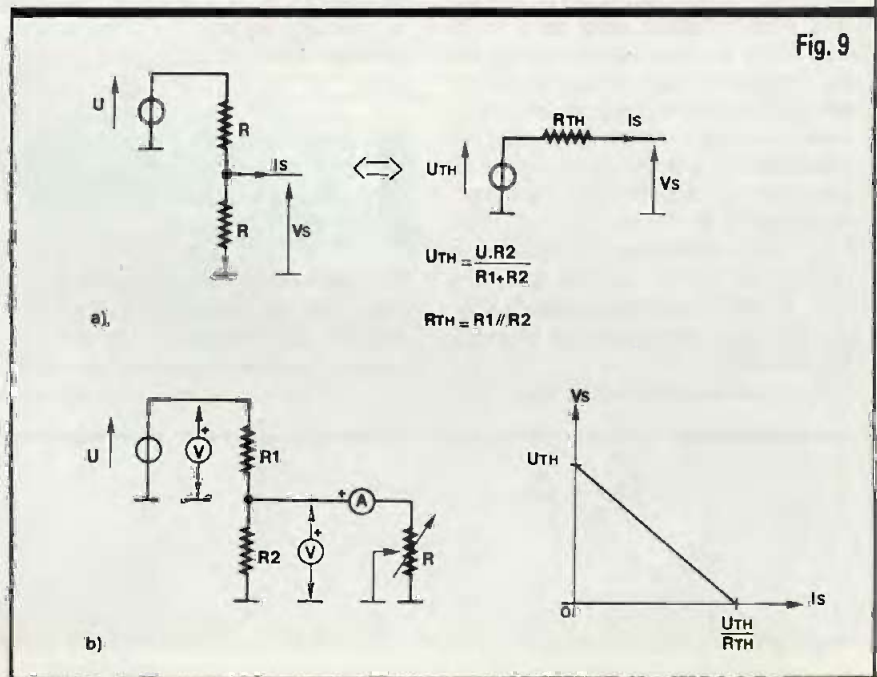 Fig. 9
U
R
Is
R
Vs
UTH
RTH
Is
Vs
UTH = U.R2
R1+R2
RTH = R1//R2
a)
U
V
+
R1
R2
+
A
+
V
R
b)
Vs
UTH
0
Is
UTH
RTH